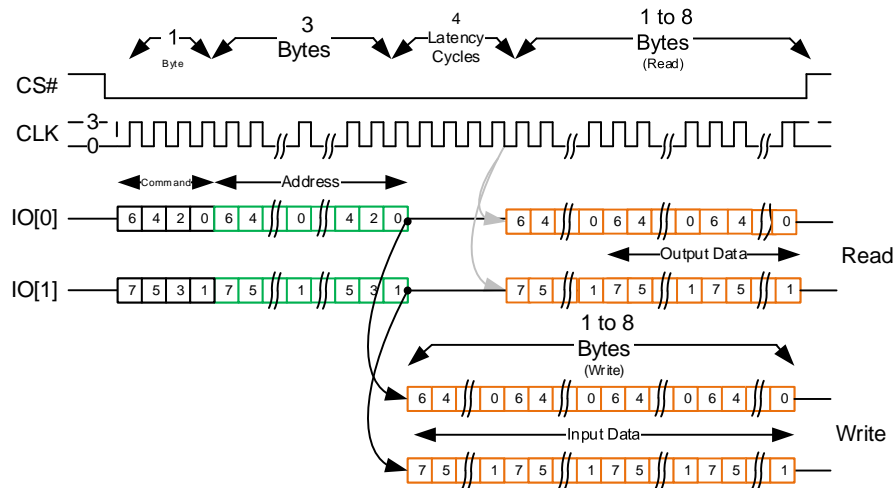 1 3 4 1 to 8
Byte Bytes Latency Cycles Bytes
(Read)
CS#
CLK 3
0
Command Address
IO[0] 6 4 2 0 6 4 0 4 2 0 6 4 0 6 4 0 6 4 0
Output Data Read
IO[1] 7 5 3 1 7 5 1 5 3 1 7 5 1 7 5 1 7 5 1
1 to 8
Bytes
(Write)
6 4 0 6 4 0 6 4 0 6 4 0
Input Data Write
7 5 1 7 5 1 7 5 1 7 5 1